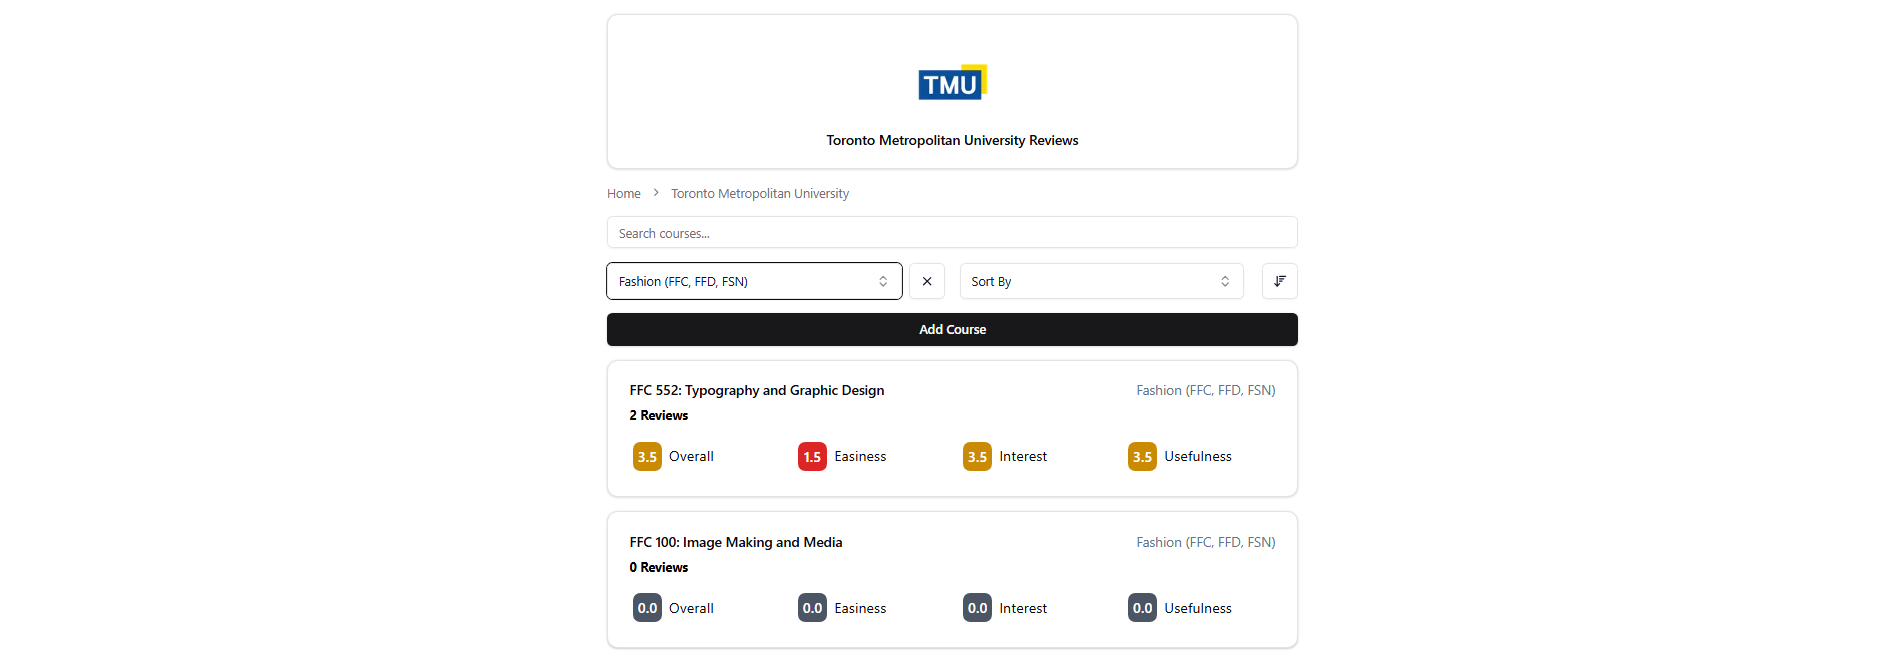 TMU
Toronto Metropolitan University Reviews
Home > Toronto Metropolitan University
Search courses...
Fashion (FFC, FFD, FSN) Sort By
Add Course
FFC 552: Typography and Graphic Design Fashion (FFC, FFD, FSN)
2 Reviews
3.5 Overall 1.5 Easiness 3.5 Interest 3.5 Usefulness
FFC 100: Image Making and Media Fashion (FFC, FFD, FSN)
0 Reviews
0.0 Overall 0.0 Easiness 0.0 Interest 0.0 Usefulness